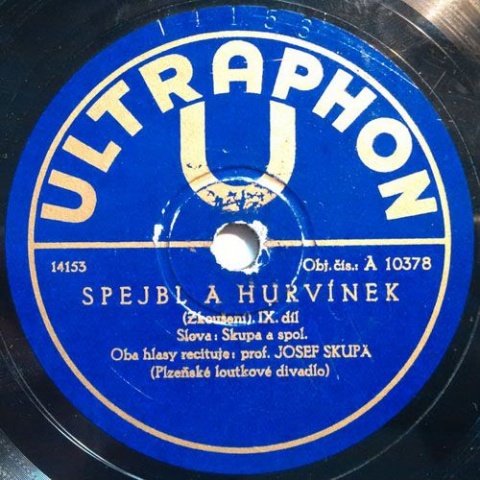 14153
ULTRAPHON
U
14153 Obj. čís.: A 10378
SPEJBL A HURVÍNEK
(Zkoušení). IX. díl
Slova: Skupa a spol.
Oba hlasy recituje: prof. JOSEF SKUPA
(Plzeňské loutkové divadlo)